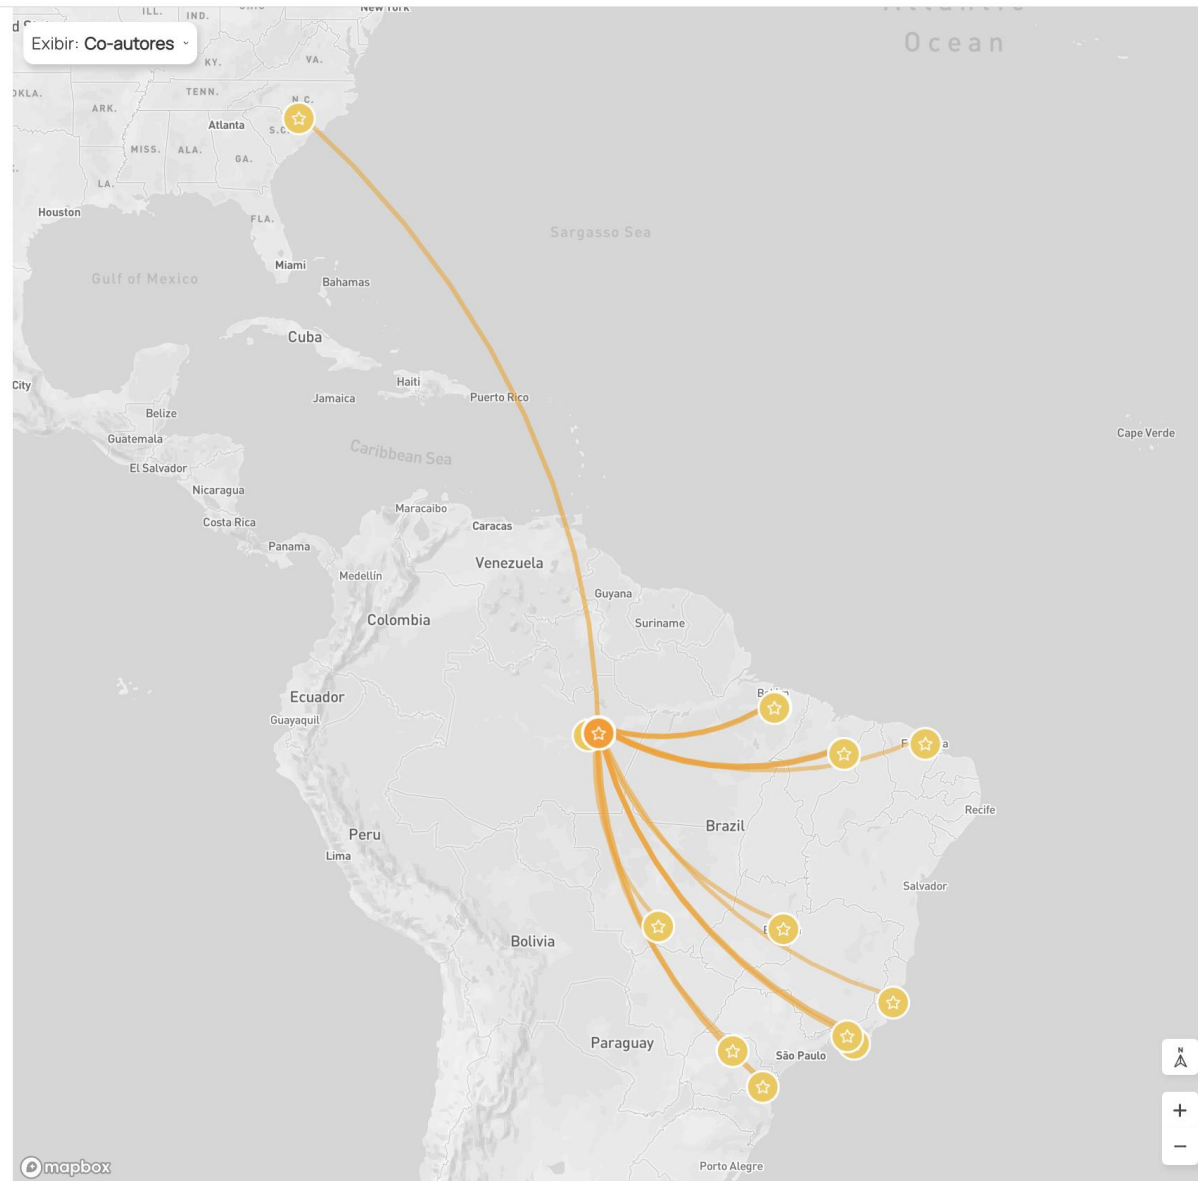 New York
ILL.
IND.
OHIO
Atlantic
Ocean
Exibir: Co-autores
KY.
VA.
OKLA.
TENN.
ARK.
N.C.
Atlanta
S.C.
MISS.
ALA.
GA.
LA.
Houston
FLA.
Sargasso Sea
Miami
Gulf of Mexico
Bahamas
Cuba
City
Haiti
Jamaica
Puerto Rico
Belize
Guatemala
Cape Verde
Caribbean Sea
El Salvador
Nicaragua
Maracaibo
Costa Rica
Caracas
Panama
Venezuela
Medellín
Guyana
Colombia
Suriname
Ecuador
Guayaquil
Recife
Brazil
Peru
Lima
Salvador
Bolivia
Paraguay
São Paulo
N
+
−
Porto Alegre
mapbox